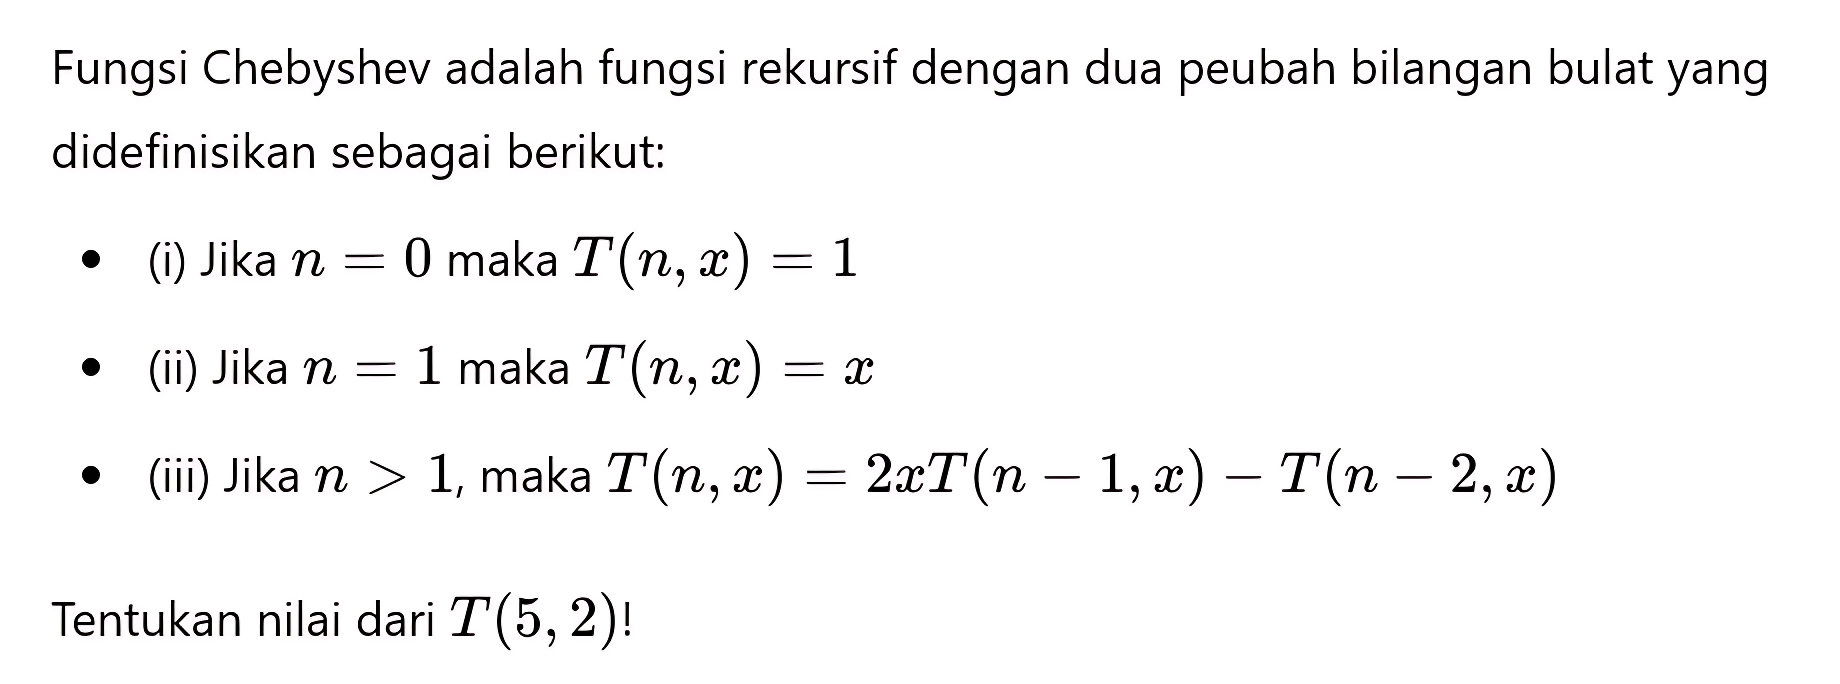 Fungsi Chebyshev adalah fungsi rekursif dengan dua peubah bilangan bulat yang
didefinisikan sebagai berikut:
• (i) Jika n = 0 maka T(n, x) = 1
• (ii) Jika n = 1 maka T(n, x) = x
• (iii) Jika n > 1, maka T(n, x) = 2xT(n − 1, x) − T(n − 2, x)
Tentukan nilai dari T(5, 2)!